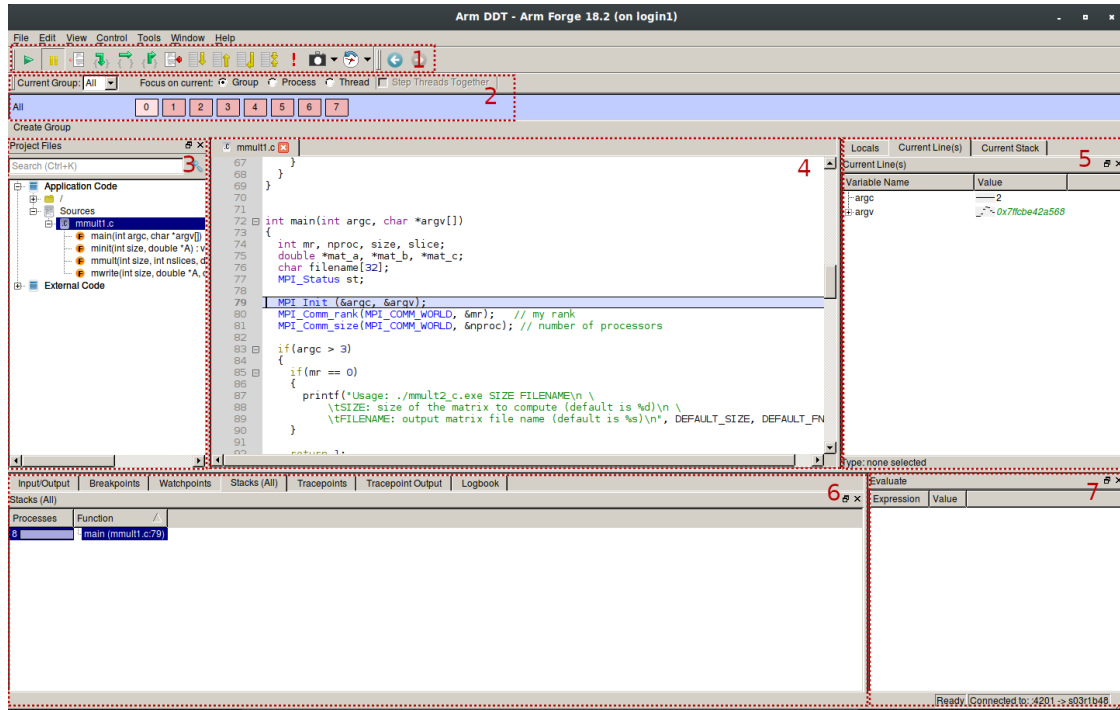 Arm DDT - Arm Forge 18.2 (on login1)
File Edit View Control Tools Window Help
1
Current Group: All Focus on current: Group Process Thread Step Threads Together
2
All 0 1 2 3 4 5 6 7
Create Group
Project Files
3
Search (Ctrl+K)
Application Code
/
Sources
mmult1.c
main(int argc, char *argv[])
minit(int size, double *A) : v
mmult(int size, int nslices, d
mwrite(int size, double *A, c
External Code
mmult1.c
4
67 }
68 }
69 }
70
71
72 int main(int argc, char *argv[])
73 {
74 int mr, nproc, size, slice;
75 double *mat_a, *mat_b, *mat_c;
76 char filename[32];
77 MPI_Status st;
78
79 MPI_Init (&argc, &argv);
80 MPI_Comm_rank(MPI_COMM_WORLD, &mr); // my rank
81 MPI_Comm_size(MPI_COMM_WORLD, &nproc); // number of processors
82
83 if(argc > 3)
84 {
85 if(mr == 0)
86 {
87 printf("Usage: ./mmult2_c.exe SIZE FILENAME\n \
88 \tSIZE: size of the matrix to compute (default is %d)\n \
89 \tFILENAME: output matrix file name (default is %s)\n", DEFAULT_SIZE, DEFAULT_FN
90 }
91
92 return 1;
Locals Current Line(s) Current Stack
5
Current Line(s)
Variable Name Value
argc 2
argv 0x7ffcbe42a568
Type: none selected
Input/Output Breakpoints Watchpoints Stacks (All) Tracepoints Tracepoint Output Logbook
6
Stacks (All)
Processes Function
8 main (mmult1.c:79)
Evaluate
7
Expression Value
Ready Connected to: :4201 -> s03r1b48